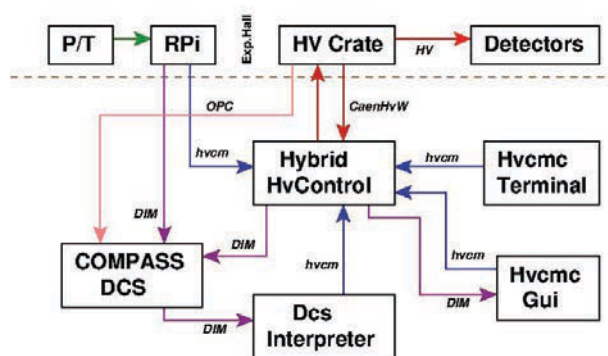 P/T
RPi
Exp.Hall
HV Crate
HV
Detectors
OPC
CaenHvW
hvcm
Hybrid
HvControl
hvcm
Hvcmc
Terminal
DIM
DIM
hvcm
COMPASS
DCS
DIM
Hvcmc
Gui
DIM
Dcs
Interpreter